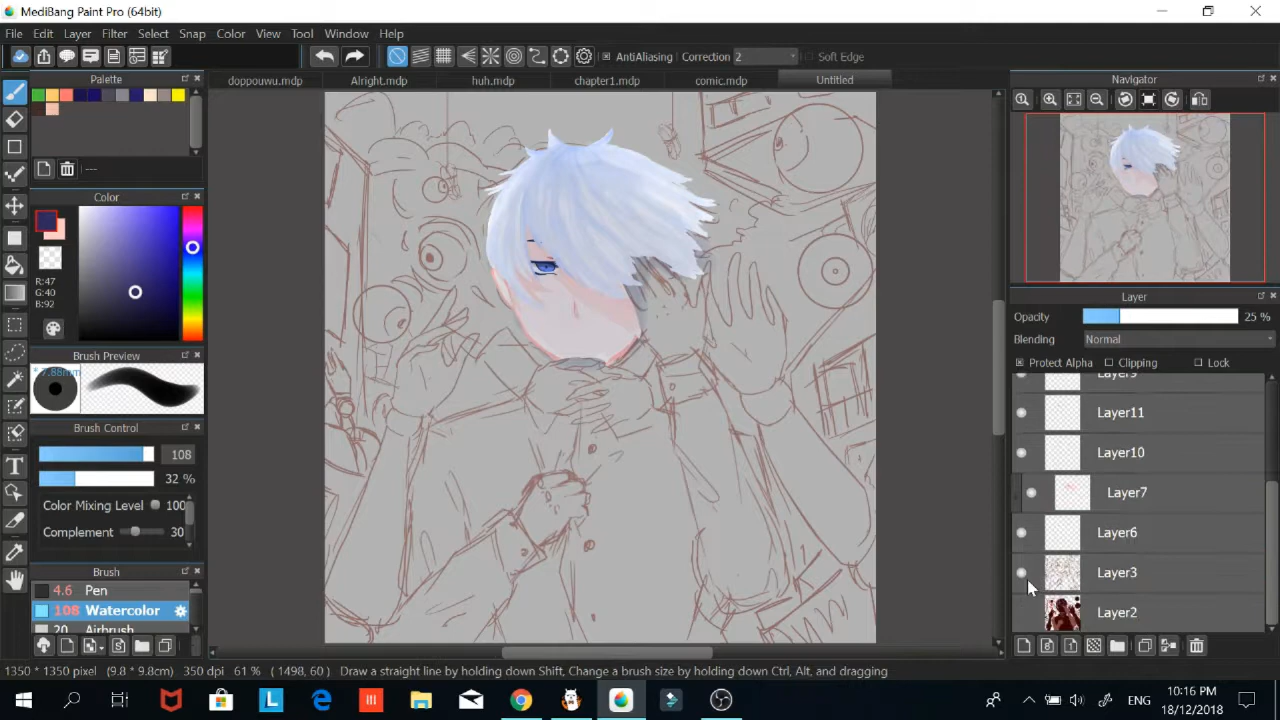 MediBang Paint Pro (64bit)
File Edit Layer Filter Select Snap Color View Tool Window Help
AntiAliasing Correction 2 Soft Edge
Palette
doppouwu.mdp Alright.mdp huh.mdp chapter1.mdp comic.mdp Untitled
Navigator
---
Color
R:47
G:40
B:92
Layer
Opacity 25 %
Blending Normal
Protect Alpha Clipping Lock
Brush Preview
* 7.88mm
Layer9
Layer11
Brush Control
108
Layer10
32 %
Layer7
Color Mixing Level 100
Complement 30
Layer6
Brush
Layer3
4.6 Pen
108 Watercolor
Layer2
20 Airbrush
1350 * 1350 pixel (9.8 * 9.8cm) 350 dpi 61 % (1498, 60) Draw a straight line by holding down Shift, Change a brush size by holding down Ctrl, Alt, and dragging
ENG
10:16 PM
18/12/2018